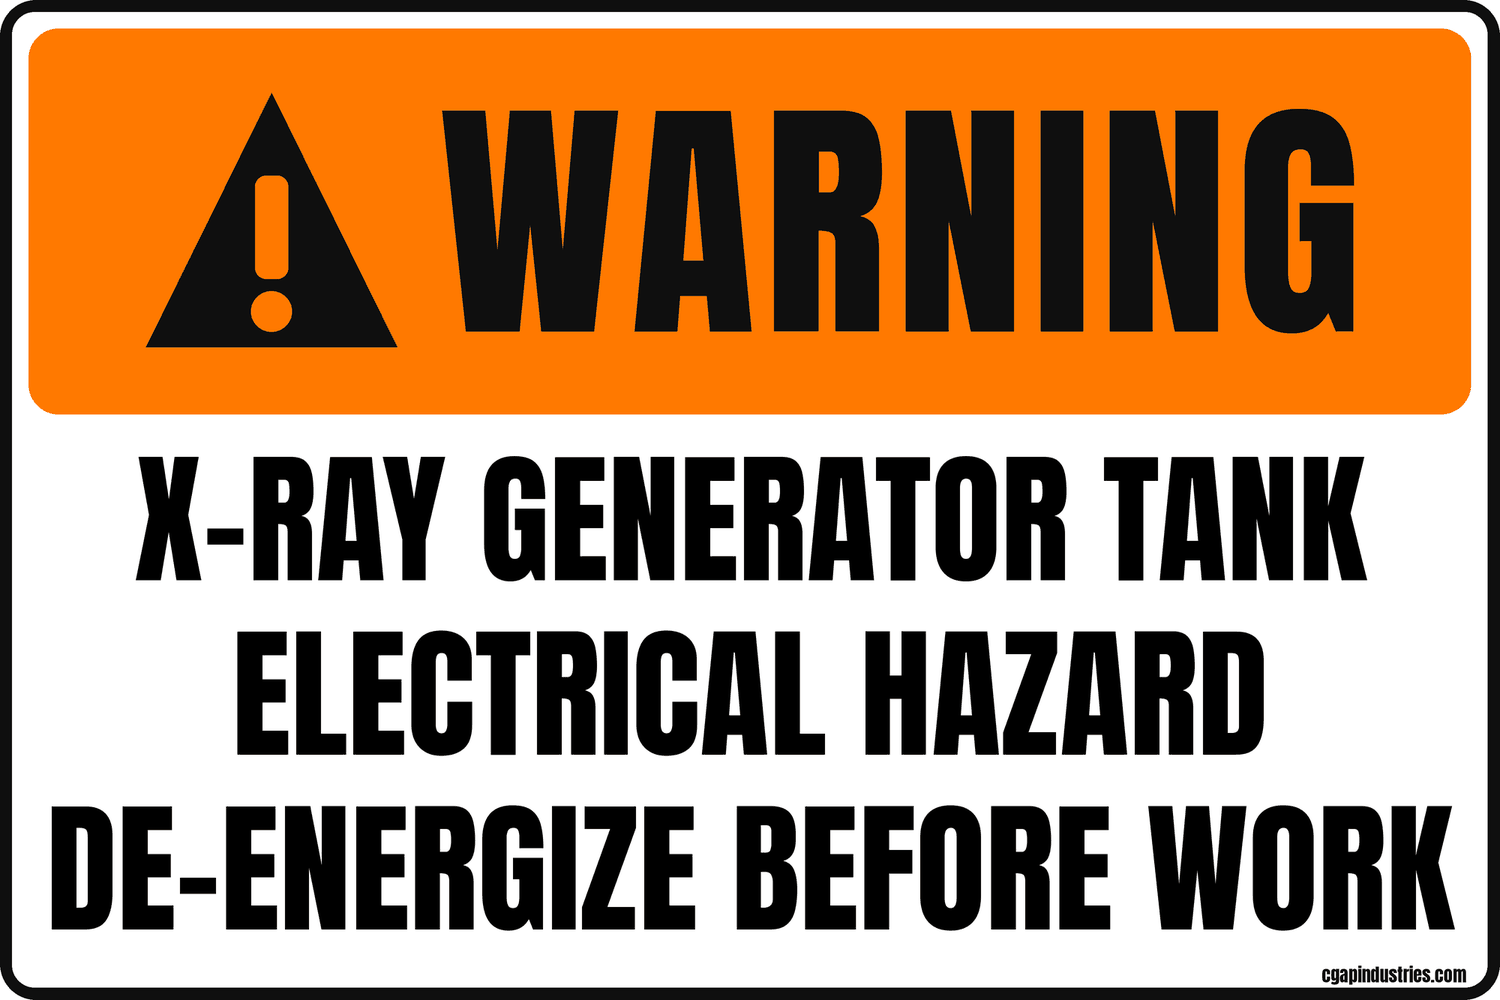 WARNING
X-RAY GENERATOR TANK
ELECTRICAL HAZARD
DE-ENERGIZE BEFORE WORK
cgapindustries.com